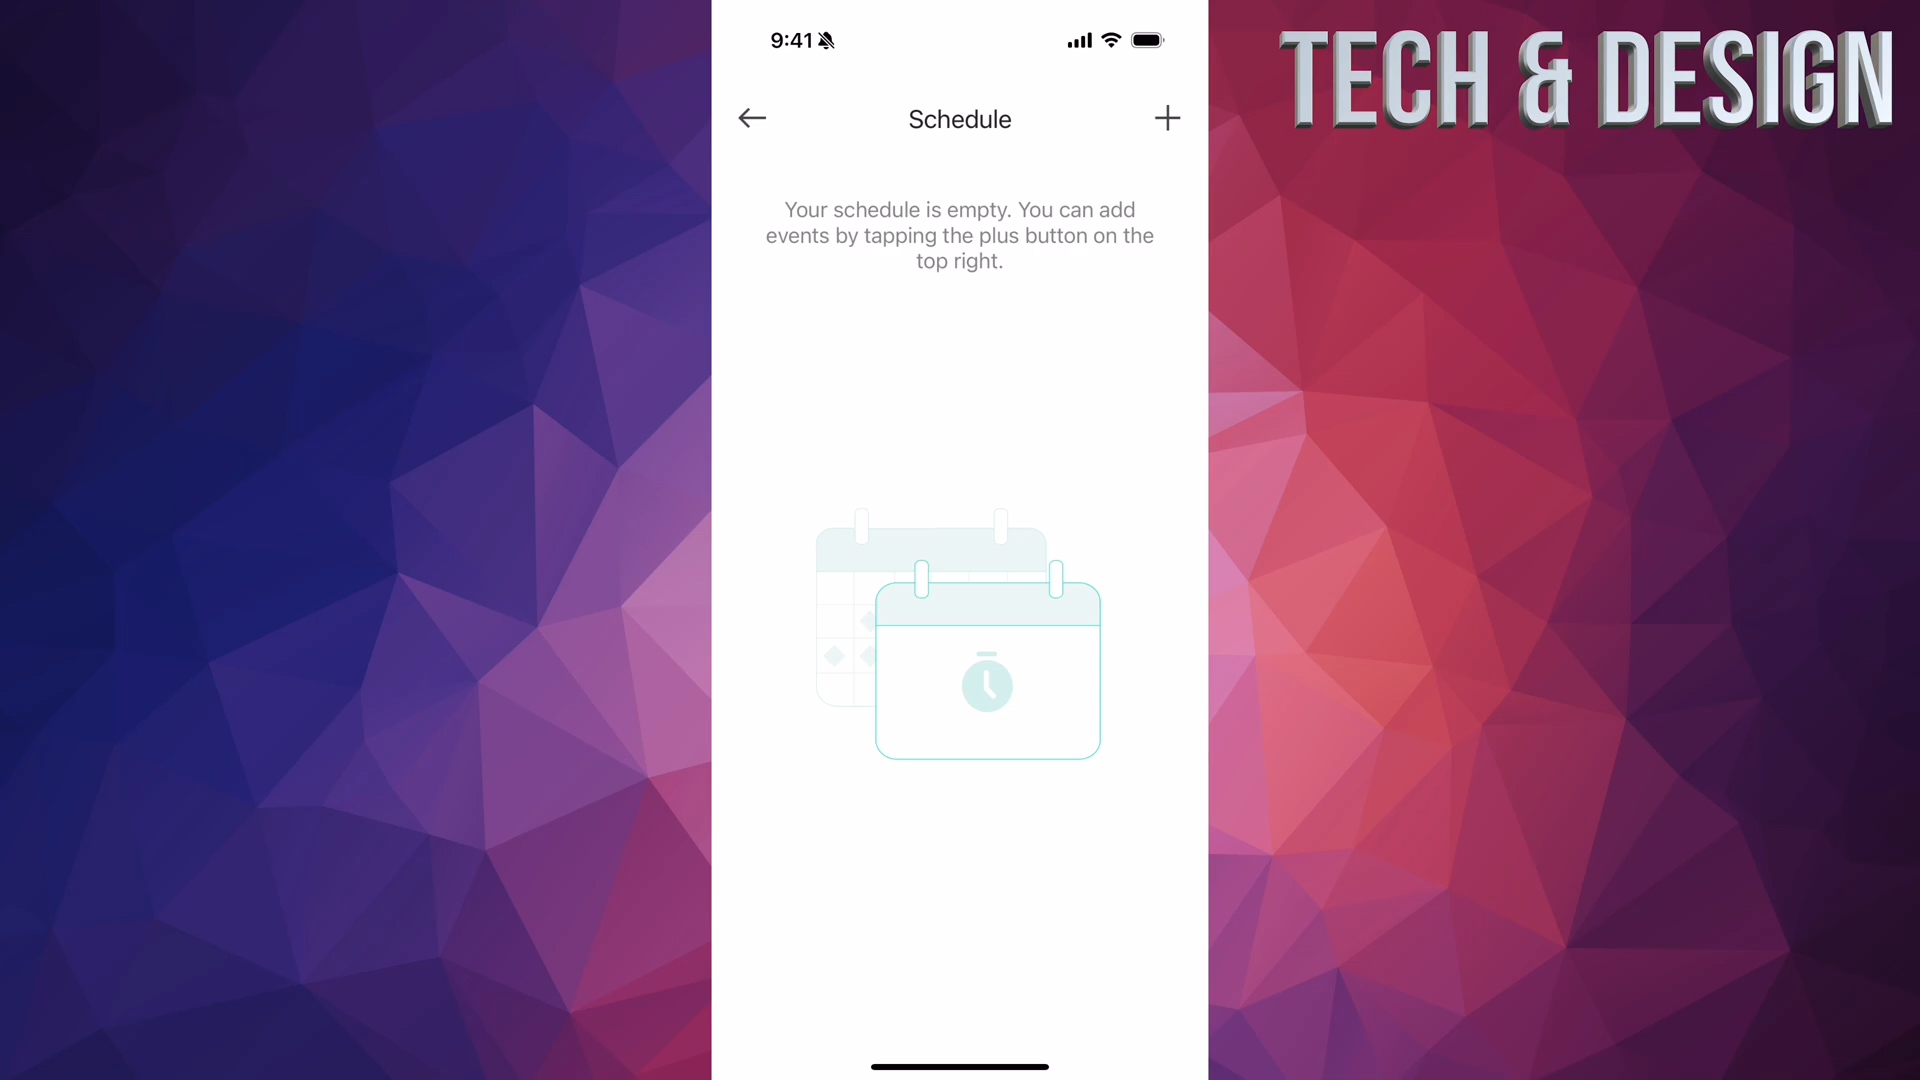 9:41
TECH & DESIGN
Schedule
Your schedule is empty. You can add
events by tapping the plus button on the
top right.